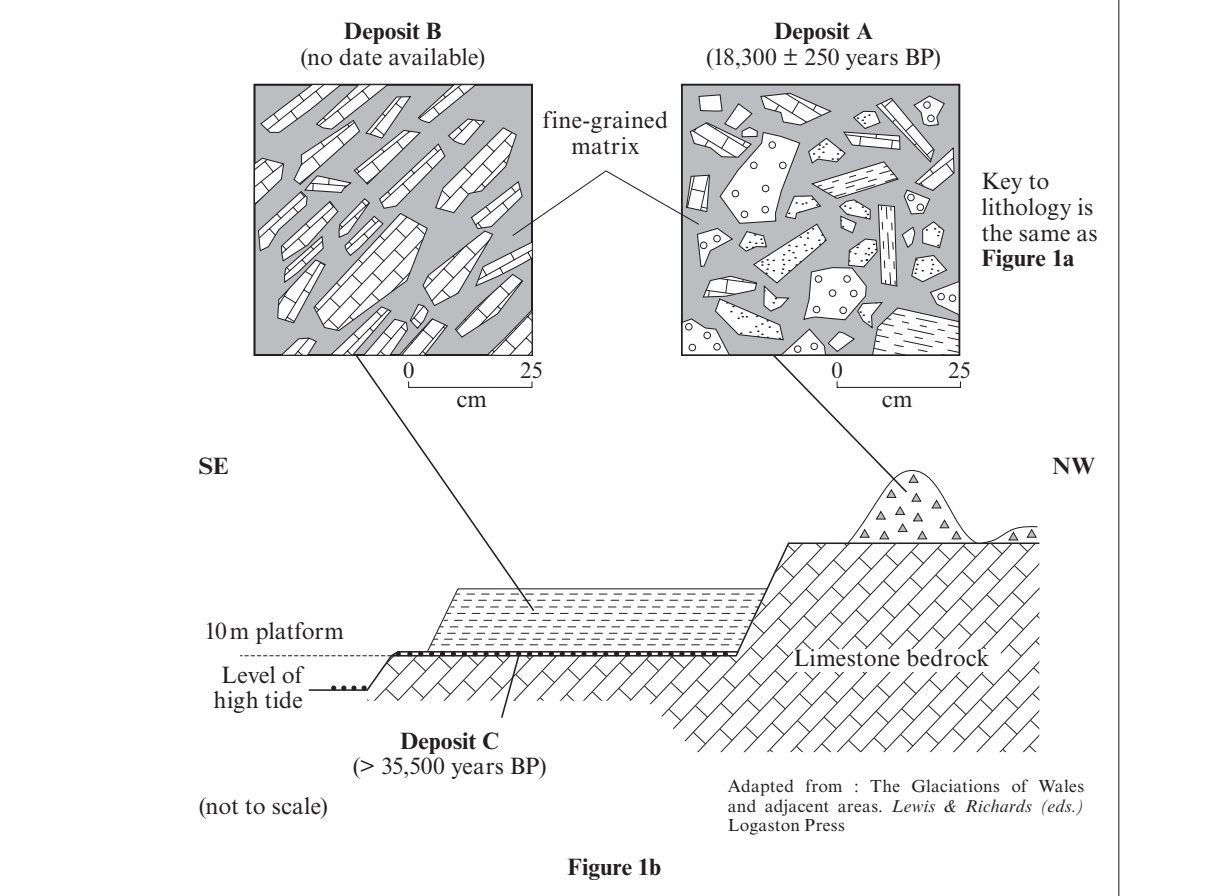 Deposit B
(no date available)
Deposit A
(18,300 ± 250 years BP)
fine-grained
matrix
Key to
lithology is
the same as
Figure 1a
0 25
cm
0 25
cm
SE
NW
10 m platform
Level of
high tide
Limestone bedrock
Deposit C
(> 35,500 years BP)
(not to scale)
Adapted from : The Glaciations of Wales
and adjacent areas. Lewis & Richards (eds.)
Logaston Press
Figure 1b